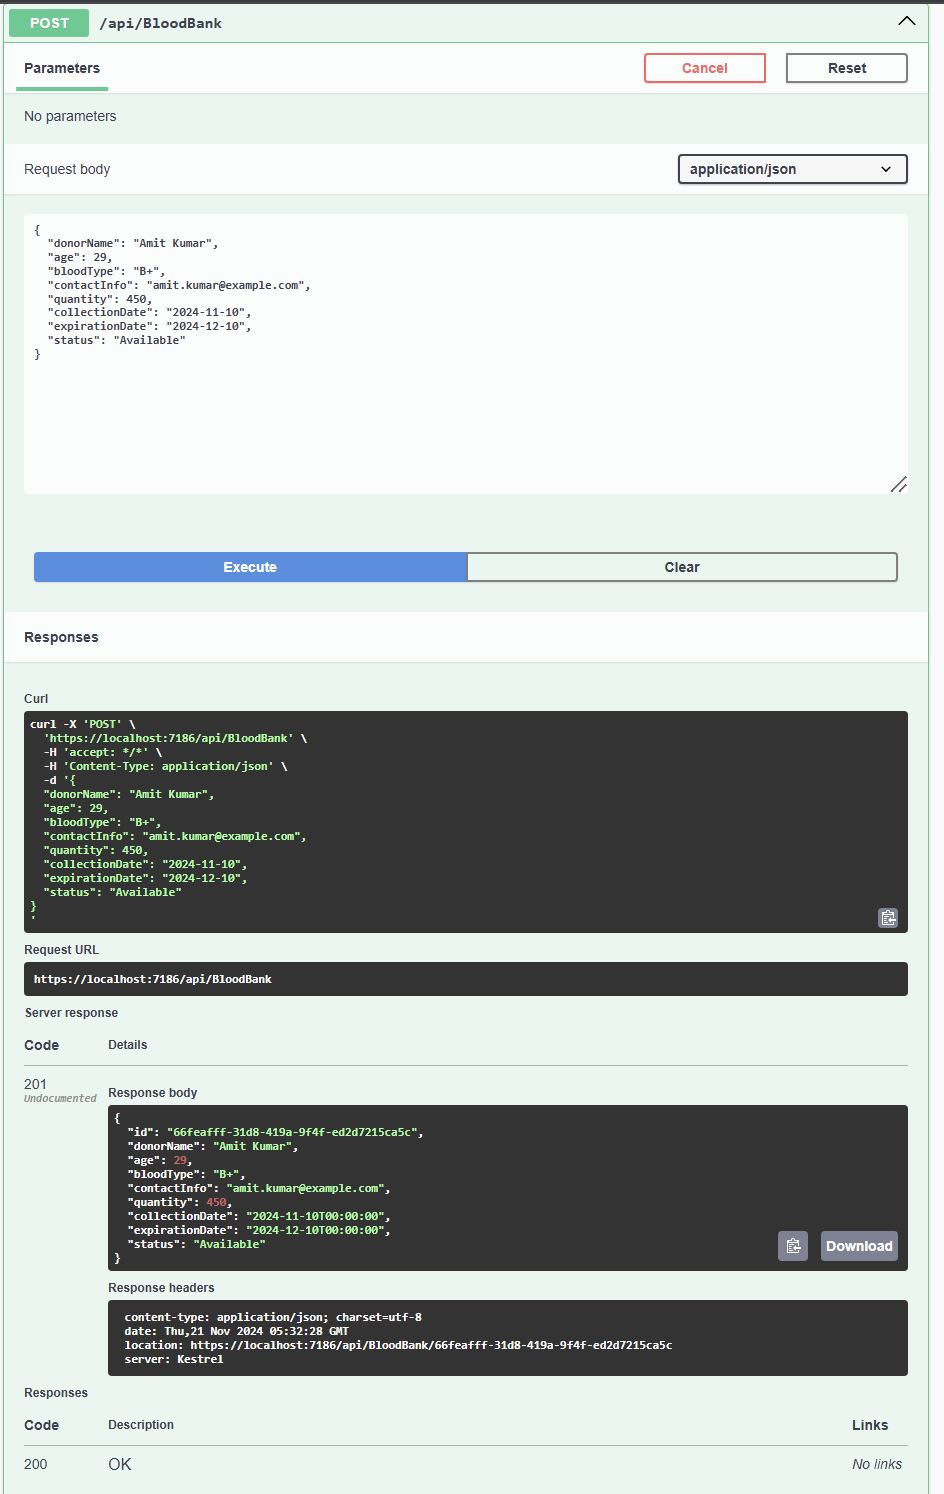 POST /api/BloodBank
Parameters
Cancel
Reset
No parameters
Request body
application/json
{
  "donorName": "Amit Kumar",
  "age": 29,
  "bloodType": "B+",
  "contactInfo": "amit.kumar@example.com",
  "quantity": 450,
  "collectionDate": "2024-11-10",
  "expirationDate": "2024-12-10",
  "status": "Available"
}
Execute
Clear
Responses
Curl
curl -X 'POST' \
  'https://localhost:7186/api/BloodBank' \
  -H 'accept: */*' \
  -H 'Content-Type: application/json' \
  -d '{
  "donorName": "Amit Kumar",
  "age": 29,
  "bloodType": "B+",
  "contactInfo": "amit.kumar@example.com",
  "quantity": 450,
  "collectionDate": "2024-11-10",
  "expirationDate": "2024-12-10",
  "status": "Available"
}
'
Request URL
https://localhost:7186/api/BloodBank
Server response
Code Details
201
Undocumented
Response body
{
  "id": "66feafff-31d8-419a-9f4f-ed2d7215ca5c",
  "donorName": "Amit Kumar",
  "age": 29,
  "bloodType": "B+",
  "contactInfo": "amit.kumar@example.com",
  "quantity": 450,
  "collectionDate": "2024-11-10T00:00:00",
  "expirationDate": "2024-12-10T00:00:00",
  "status": "Available"
}
Download
Response headers
content-type: application/json; charset=utf-8
date: Thu,21 Nov 2024 05:32:28 GMT
location: https://localhost:7186/api/BloodBank/66feafff-31d8-419a-9f4f-ed2d7215ca5c
server: Kestrel
Responses
Code Description Links
200 OK No links